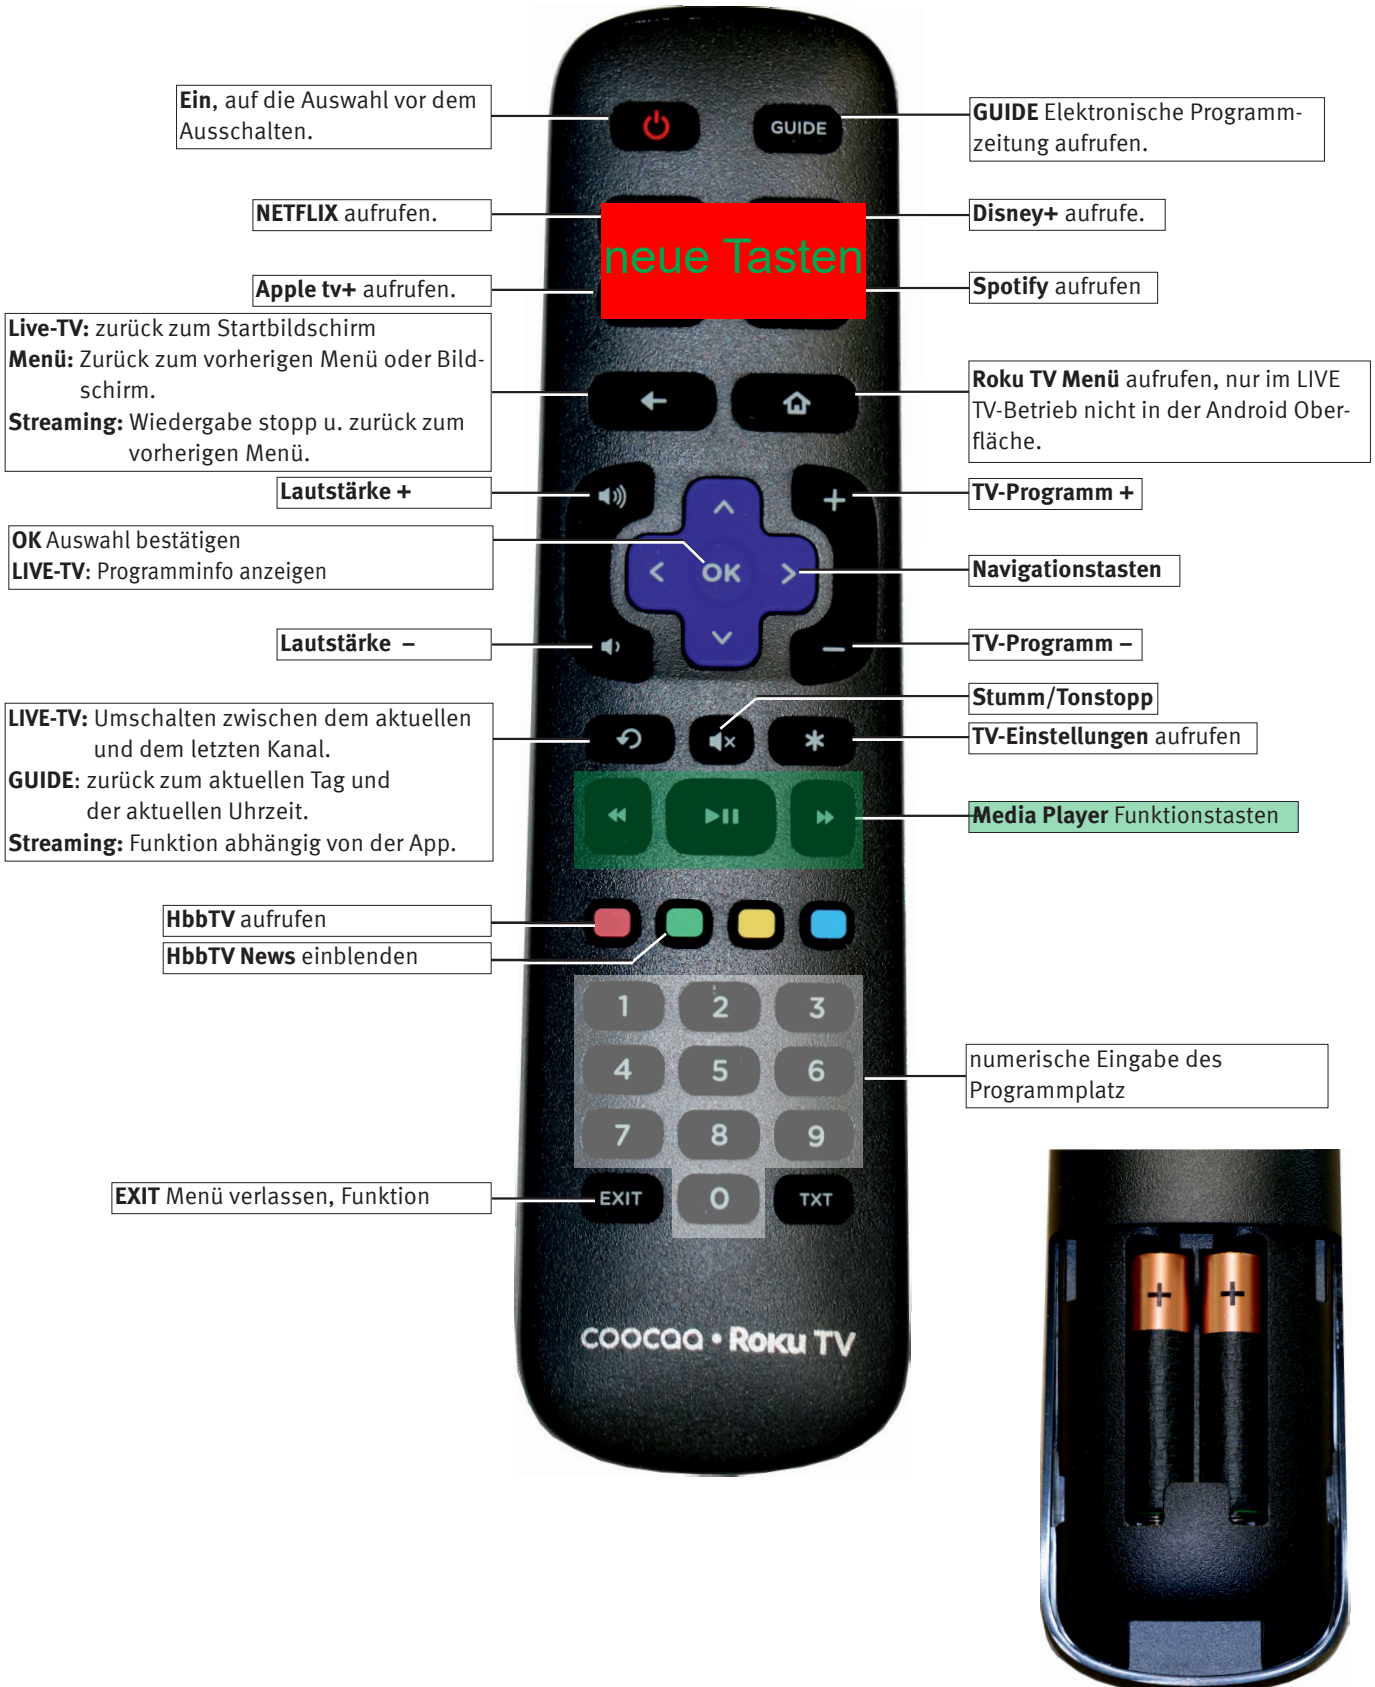 Ein, auf die Auswahl vor dem
Ausschalten.
GUIDE
GUIDE Elektronische Programm-
zeitung aufrufen.
NETFLIX aufrufen.
neue Tasten
Disney+ aufrufe.
Apple tv+ aufrufen.
Spotify aufrufen
Live-TV: zurück zum Startbildschirm
Menü: Zurück zum vorherigen Menü oder Bild-
schirm.
Streaming: Wiedergabe stopp u. zurück zum
vorherigen Menü.
Roku TV Menü aufrufen, nur im LIVE
TV-Betrieb nicht in der Android Ober-
fläche.
Lautstärke +
TV-Programm +
OK Auswahl bestätigen
LIVE-TV: Programminfo anzeigen
OK
Navigationstasten
Lautstärke –
TV-Programm –
Stumm/Tonstopp
TV-Einstellungen aufrufen
LIVE-TV: Umschalten zwischen dem aktuellen
und dem letzten Kanal.
GUIDE: zurück zum aktuellen Tag und
der aktuellen Uhrzeit.
Streaming: Funktion abhängig von der App.
Media Player Funktionstasten
HbbTV aufrufen
HbbTV News einblenden
1 2 3
4 5 6
7 8 9
numerische Eingabe des
Programmplatz
EXIT Menü verlassen, Funktion
EXIT 0 TXT
coocaa • Roku TV
+ +